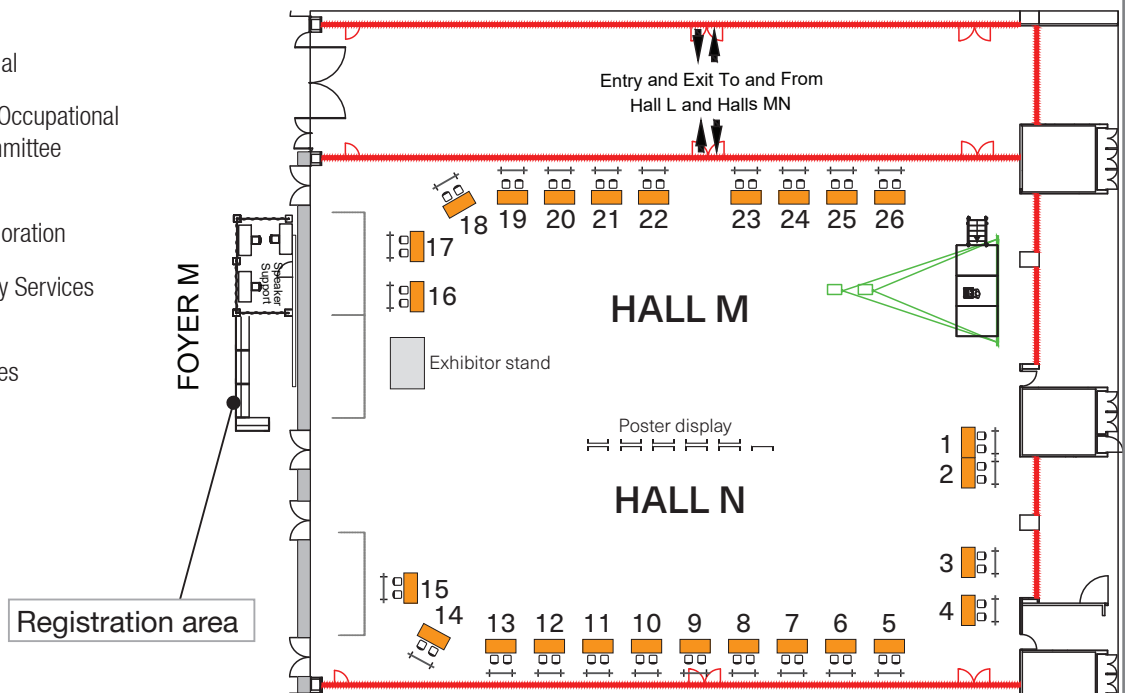 al
Occupational
mmittee
oration
y Services
es
Entry and Exit To and From
Hall L and Halls MN
18
19
20
21
22
23
24
25
26
17
16
Speaker
Support
FOYER M
HALL M
Exhibitor stand
Poster display
HALL N
1
2
3
4
15
14
13
12
11
10
9
8
7
6
5
Registration area